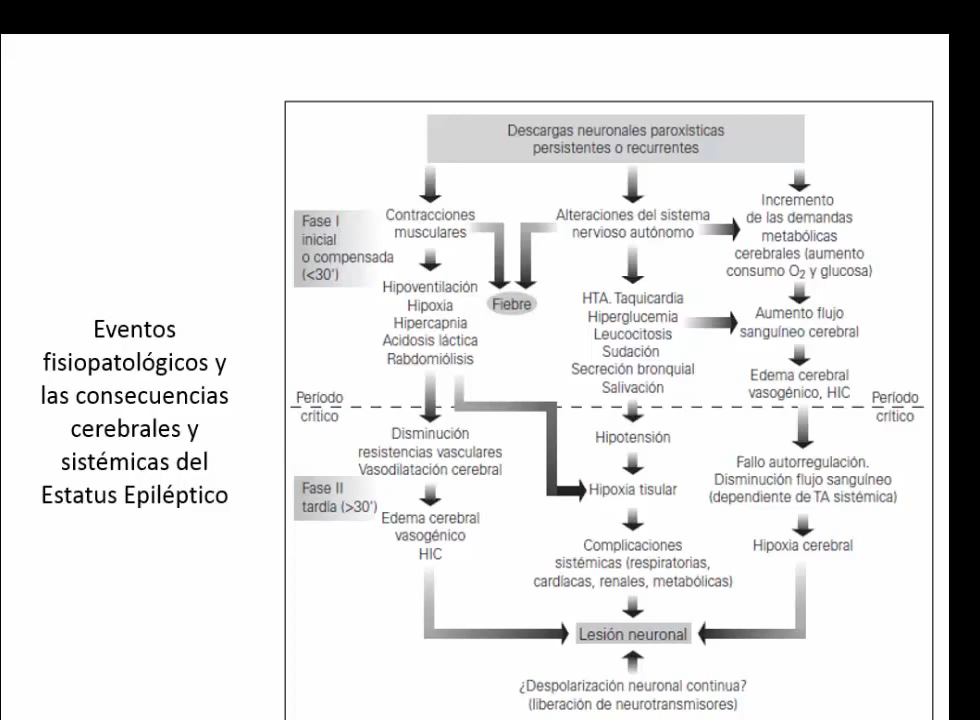 Eventos
fisiopatológicos y
las consecuencias
cerebrales y
sistémicas del
Estatus Epiléptico
Descargas neuronales paroxísticas
persistentes o recurrentes
Fase I
inicial
o compensada
(<30')
Contracciones
musculares
Alteraciones del sistema
nervioso autónomo
Incremento
de las demandas
metabólicas
cerebrales (aumento
consumo O₂ y glucosa)
Hipoventilación
Hipoxia
Hipercapnia
Acidosis láctica
Rabdomiólisis
Fiebre
HTA. Taquicardia
Hiperglucemia
Leucocitosis
Sudación
Secreción bronquial
Salivación
Aumento flujo
sanguíneo cerebral
Edema cerebral
vasogénico, HIC
Período
crítico
Período
crítico
Disminución
resistencias vasculares
Vasodilatación cerebral
Hipotensión
Fallo autorregulación.
Disminución flujo sanguíneo
(dependiente de TA sistémica)
Fase II
tardía (>30')
Hipoxia tisular
Edema cerebral
vasogénico
HIC
Complicaciones
sistémicas (respiratorias,
cardíacas, renales, metabólicas)
Hipoxia cerebral
Lesión neuronal
¿Despolarización neuronal continua?
(liberación de neurotransmisores)